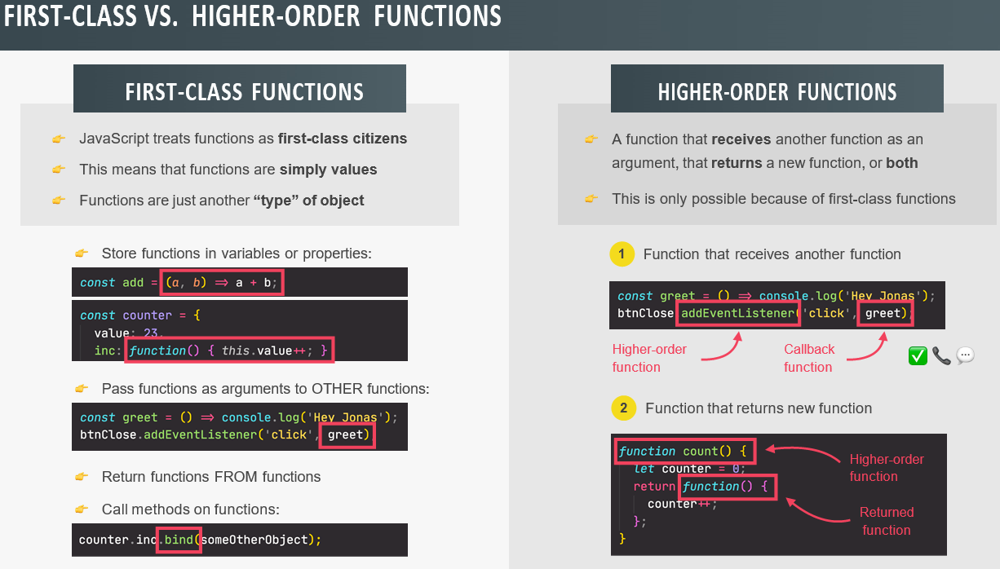 FIRST-CLASS VS. HIGHER-ORDER FUNCTIONS
FIRST-CLASS FUNCTIONS
JavaScript treats functions as first-class citizens
This means that functions are simply values
Functions are just another “type” of object
Store functions in variables or properties:
const add = (a, b) => a + b;
const counter = {
value: 23,
inc: function() { this.value++; }
Pass functions as arguments to OTHER functions:
const greet = () => console.log('Hey Jonas');
btnClose.addEventListener('click', greet)
Return functions FROM functions
Call methods on functions:
counter.inc.bind(someOtherObject);
HIGHER-ORDER FUNCTIONS
A function that receives another function as an
argument, that returns a new function, or both
This is only possible because of first-class functions
1 Function that receives another function
const greet = () => console.log('Hey Jonas');
btnClose.addEventListener('click', greet)
Higher-order
function
Callback
function
2 Function that returns new function
function count() {
let counter = 0;
return function() {
counter++;
};
}
Higher-order
function
Returned
function